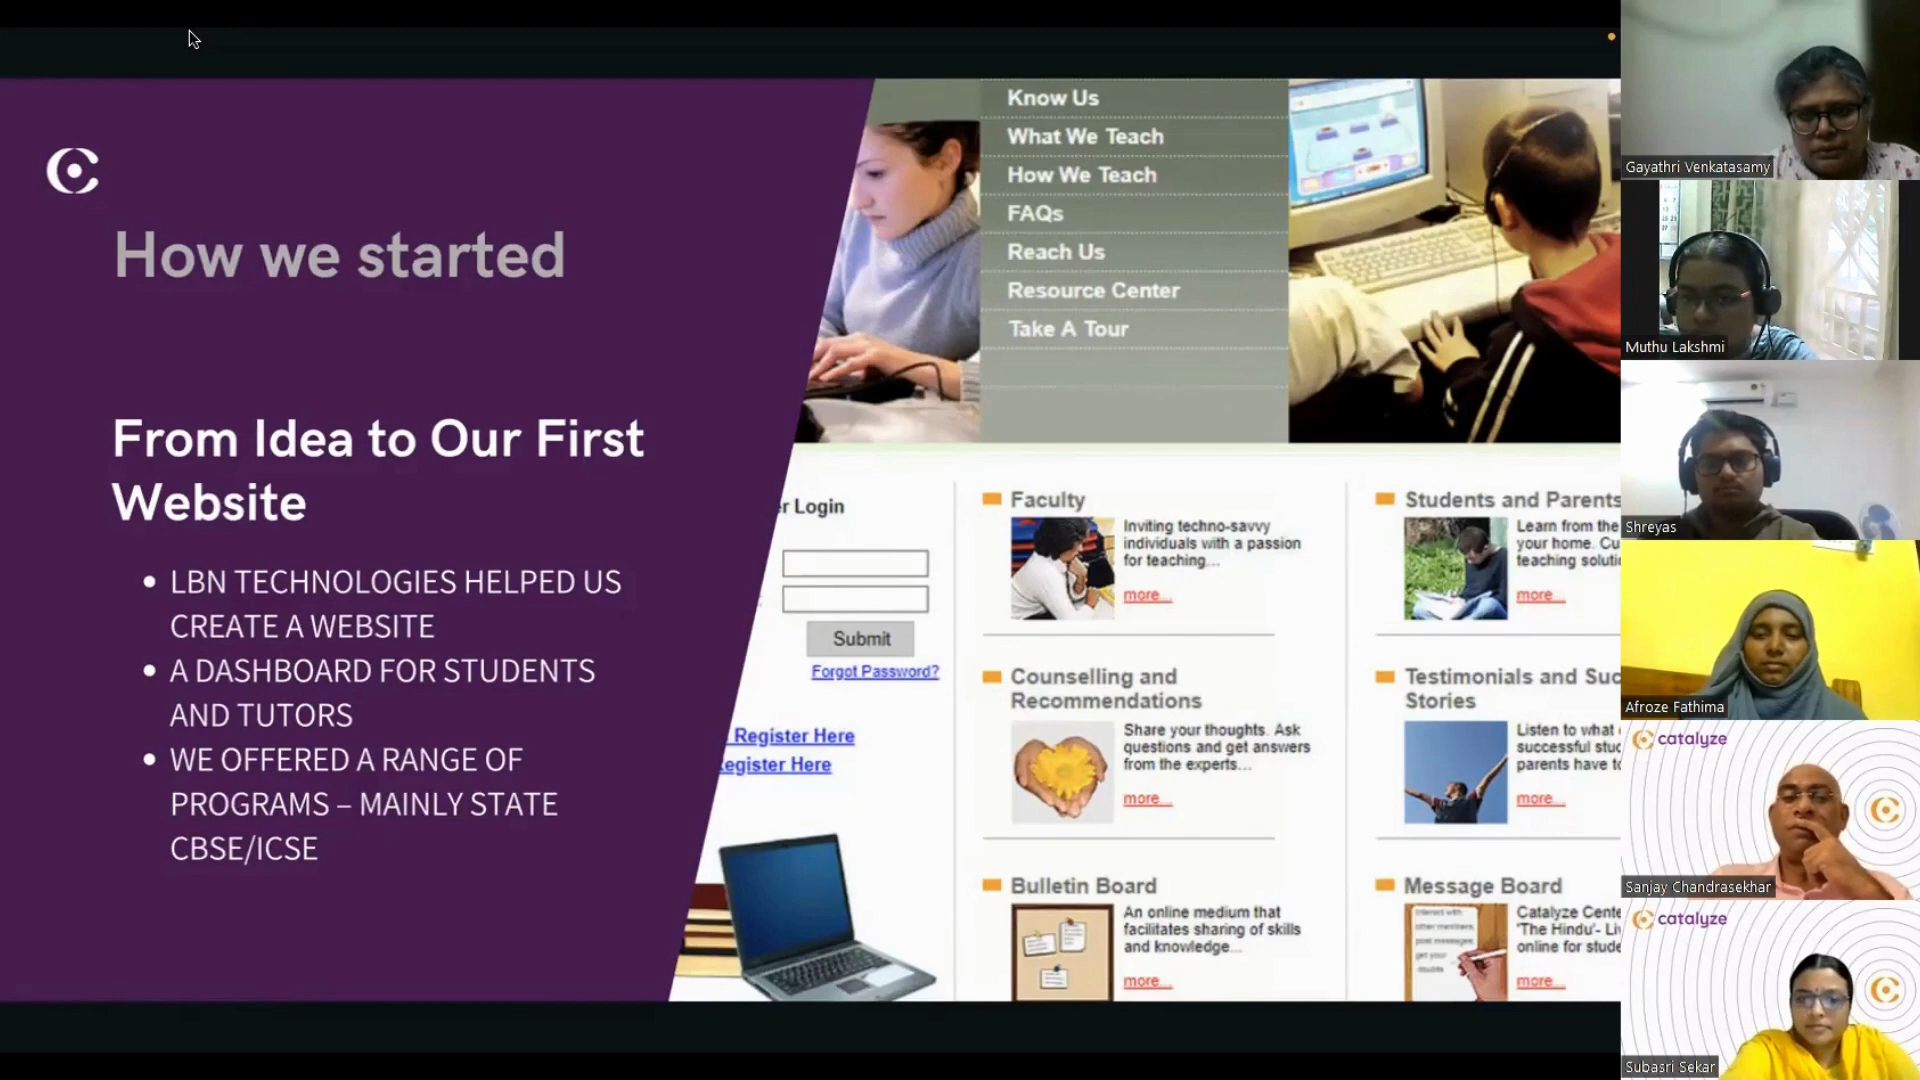 How we started
From Idea to Our First
Website
LBN TECHNOLOGIES HELPED US
CREATE A WEBSITE
A DASHBOARD FOR STUDENTS
AND TUTORS
WE OFFERED A RANGE OF
PROGRAMS – MAINLY STATE
CBSE/ICSE
Know Us
What We Teach
How We Teach
FAQs
Reach Us
Resource Center
Take A Tour
r Login
Submit
Forgot Password?
Register Here
egister Here
Faculty
Inviting techno-savvy
individuals with a passion
for teaching...
more...
Counselling and
Recommendations
Share your thoughts. Ask
questions and get answers
from the experts...
more...
Bulletin Board
An online medium that
facilitates sharing of skills
and knowledge...
more...
Students and Parents
Learn from the
your home. Cu
teaching soluti
more...
Testimonials and Suc
Stories
Listen to what
successful stud
parents have to
more...
Message Board
Catalyze Cente
'The Hindu'- Li
online for stude
more...
Gayathri Venkatasamy
Muthu Lakshmi
Shreyas
Afroze Fathima
catalyze
Sanjay Chandrasekhar
catalyze
Subasri Sekar